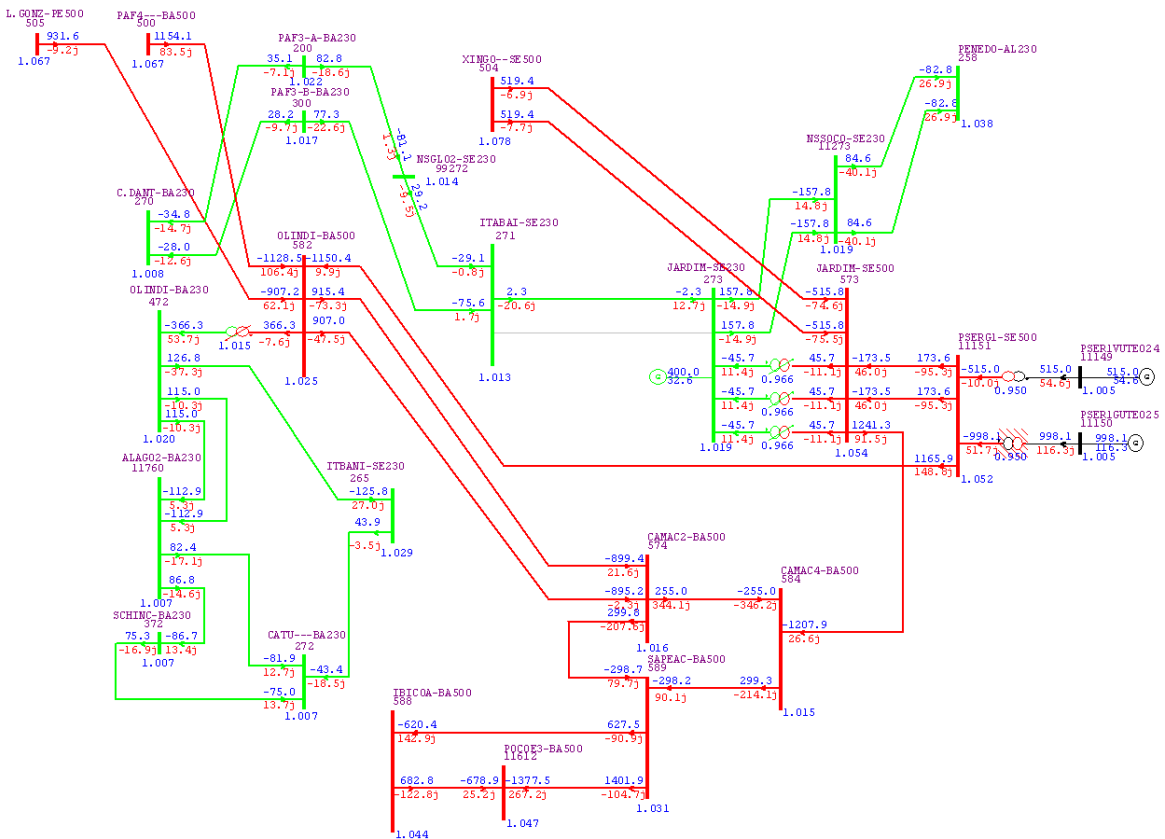 L.GONZ-PE500
505
931.6
-9.2j
1.067
PAF4---BA500
500
1154.1
83.5j
1.067
PAF3-A-BA230
200
35.1
-7.1j
82.8
-18.6j
1.022
PAF3-B-BA230
300
28.2
-9.7j
77.3
-22.6j
1.017
XINGO--SE500
504
519.4
-6.9j
519.4
-7.7j
1.078
PENEDO-AL230
258
-82.8
26.9j
-82.8
26.9j
1.038
NSSOCO-SE230
11273
84.6
-40.1j
-157.8
14.8j
-157.8
14.8j
84.6
-40.1j
1.019
-81.1
1.3j
NSGLO2-SE230
99272
1.014
29.2
-9.5j
C.DANT-BA230
270
-34.8
-14.7j
-28.0
-12.6j
1.008
OLINDI-BA500
582
-1128.5
106.4j
-1150.4
9.9j
-907.2
62.1j
915.4
-73.3j
366.3
-7.6j
907.0
-47.5j
1.025
ITABAI-SE230
271
-29.1
-0.8j
-75.6
1.7j
2.3
-20.6j
1.013
JARDIM-SE230
273
-2.3
12.7j
157.8
-14.9j
157.8
-14.9j
400.0
32.6
-45.7
11.4j
-45.7
11.4j
-45.7
11.4j
1.019
0.966
0.966
0.966
JARDIM-SE500
573
-515.8
-74.6j
-515.8
-75.5j
45.7
-11.1j
-173.5
46.0j
45.7
-11.1j
-173.5
46.0j
45.7
-11.1j
1241.3
91.5j
1.054
PSERG1-SE500
11151
173.6
-95.3j
-515.0
-10.0j
173.6
-95.3j
-998.1
51.7j
1165.9
148.8j
1.052
0.950
0.950
PSER1VUTE024
11149
515.0
54.6j
515.0
54.6
1.005
PSER1GUTE025
11150
998.1
116.3j
998.1
116.3
1.005
OLINDI-BA230
472
-366.3
53.7j
1.015
126.8
-37.3j
115.0
-10.3j
115.0
-10.3j
1.020
ALAGO2-BA230
11760
-112.9
5.3j
-112.9
5.3j
82.4
-17.1j
86.8
-14.6j
1.007
ITBANI-SE230
265
-125.8
27.0j
43.9
-3.5j
1.029
SCHINC-BA230
372
75.3
-16.9j
-86.7
13.4j
1.007
CATU---BA230
272
-81.9
12.7j
-43.4
-18.5j
-75.0
13.7j
1.007
CAMAC2-BA500
574
-899.4
21.6j
-895.2
-2.3j
255.0
344.1j
299.8
-207.6j
1.016
CAMAC4-BA500
584
-255.0
-346.2j
-1207.9
26.6j
299.3
-214.1j
1.015
SAPEAC-BA500
589
-298.7
79.7j
-298.2
90.1j
627.5
-90.9j
1401.9
-104.7j
1.031
IBICOA-BA500
588
-620.4
142.9j
682.8
-122.8j
1.044
POCOE3-BA500
11612
-678.9
25.2j
-1377.5
267.2j
1.047